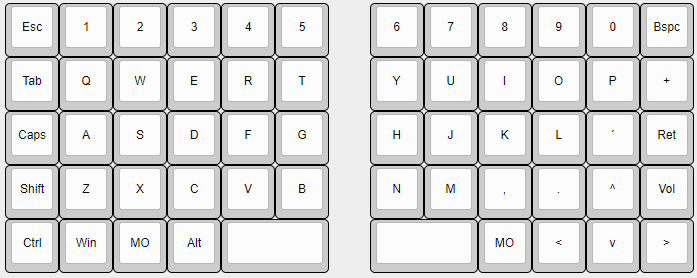 Esc 1 2 3 4 5 6 7 8 9 0 Bspc
Tab Q W E R T Y U I O P +
Caps A S D F G H J K L ´ Ret
Shift Z X C V B N M , . ^ Vol
Ctrl Win MO Alt MO < v >